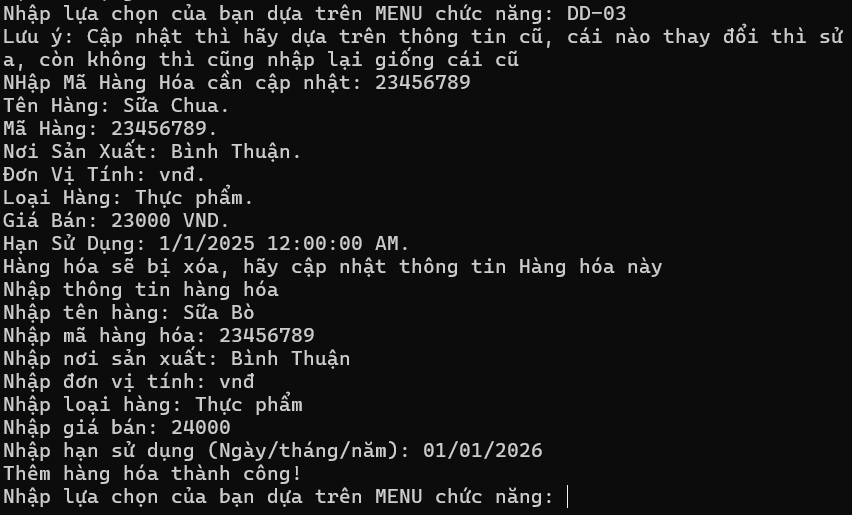 Nhập lựa chọn của bạn dựa trên MENU chức năng: DD-03
Lưu ý: Cập nhật thì hãy dựa trên thông tin cũ, cái nào thay đổi thì sử
a, còn không thì cũng nhập lại giống cái cũ
NHập Mã Hàng Hóa cần cập nhật: 23456789
Tên Hàng: Sữa Chua.
Mã Hàng: 23456789.
Nơi Sản Xuất: Bình Thuận.
Đơn Vị Tính: vnđ.
Loại Hàng: Thực phẩm.
Giá Bán: 23000 VND.
Hạn Sử Dụng: 1/1/2025 12:00:00 AM.
Hàng hóa sẽ bị xóa, hãy cập nhật thông tin Hàng hóa này
Nhập thông tin hàng hóa
Nhập tên hàng: Sữa Bò
Nhập mã hàng hóa: 23456789
Nhập nơi sản xuất: Bình Thuận
Nhập đơn vị tính: vnđ
Nhập loại hàng: Thực phẩm
Nhập giá bán: 24000
Nhập hạn sử dụng (Ngày/tháng/năm): 01/01/2026
Thêm hàng hóa thành công!
Nhập lựa chọn của bạn dựa trên MENU chức năng: